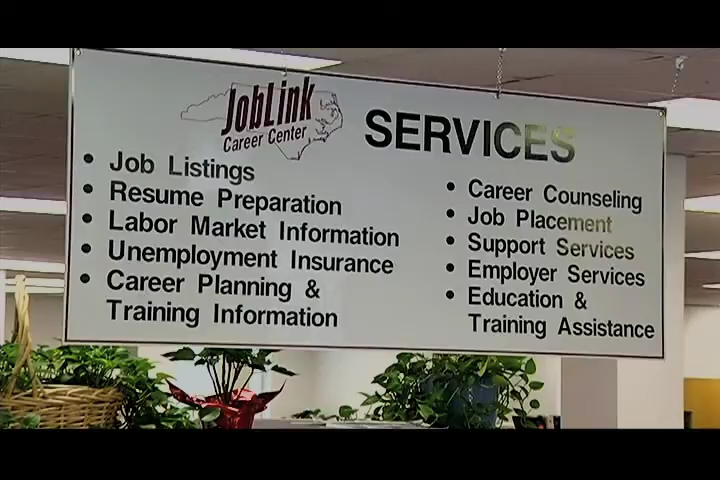 JobLink
Career Center
SERVICES
• Job Listings
• Resume Preparation
• Labor Market Information
• Unemployment Insurance
• Career Planning &
Training Information
• Career Counseling
• Job Placement
• Support Services
• Employer Services
• Education &
Training Assistance